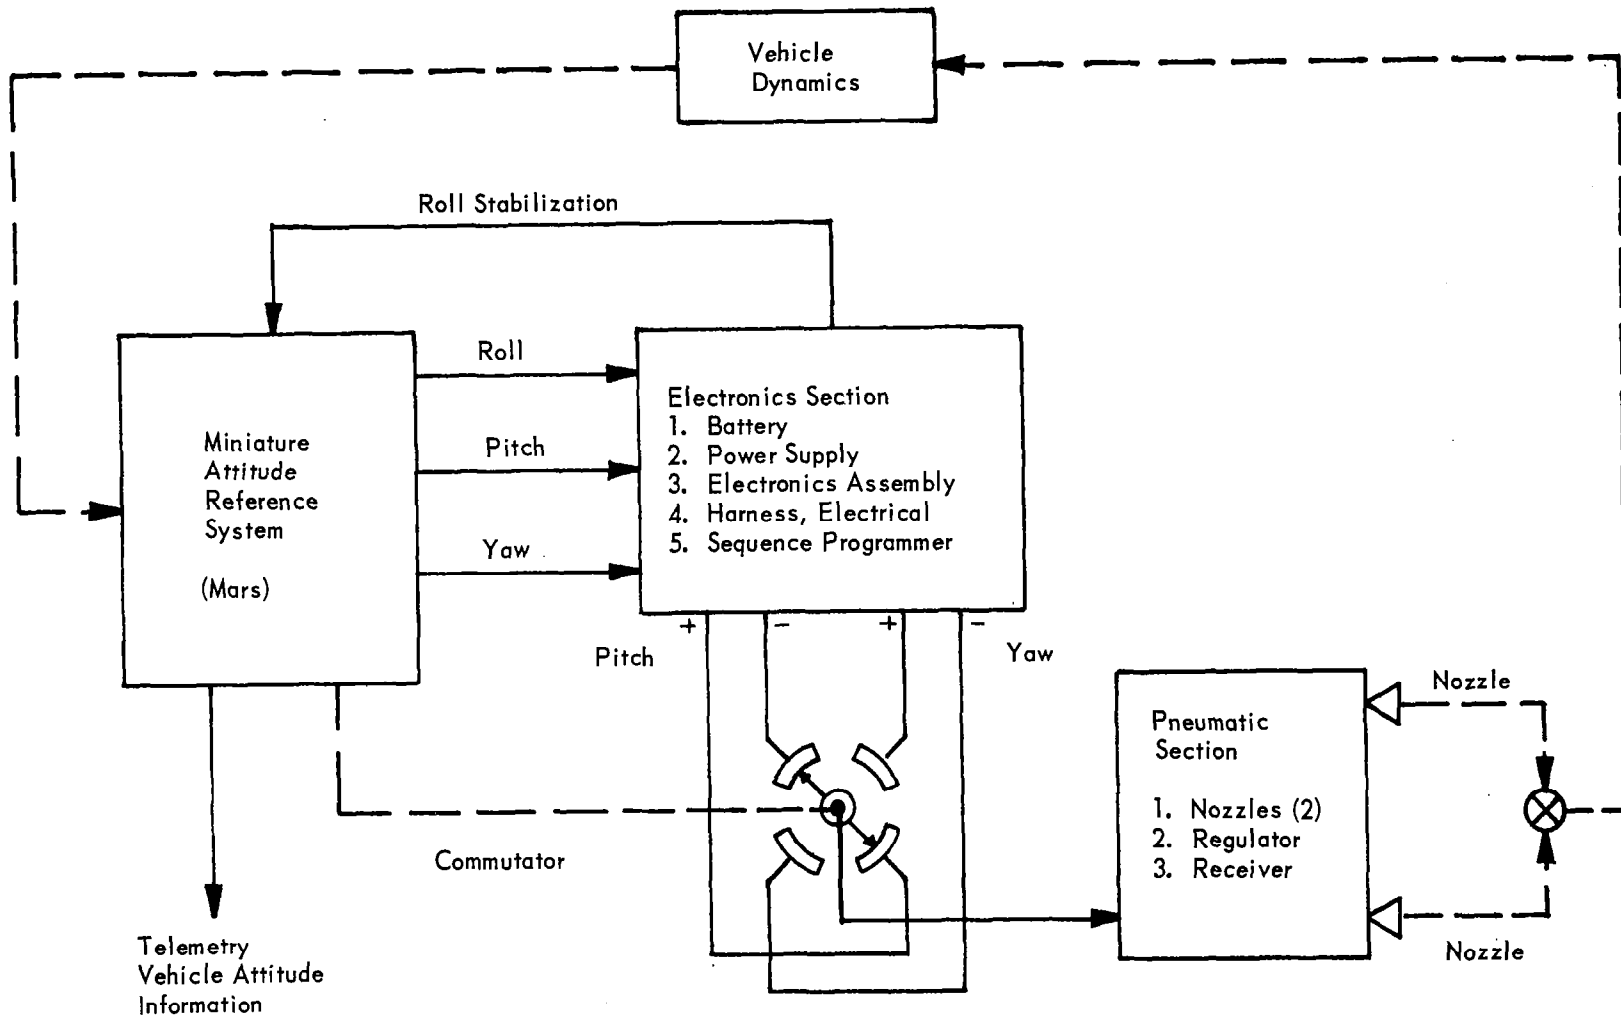 Vehicle
Dynamics
Roll Stabilization
Roll
Pitch
Yaw
Miniature
Attitude
Reference
System
(Mars)
Electronics Section
1. Battery
2. Power Supply
3. Electronics Assembly
4. Harness, Electrical
5. Sequence Programmer
+ - + -
Pitch
Yaw
Commutator
Pneumatic
Section
1. Nozzles (2)
2. Regulator
3. Receiver
Nozzle
Nozzle
Telemetry
Vehicle Attitude
Information